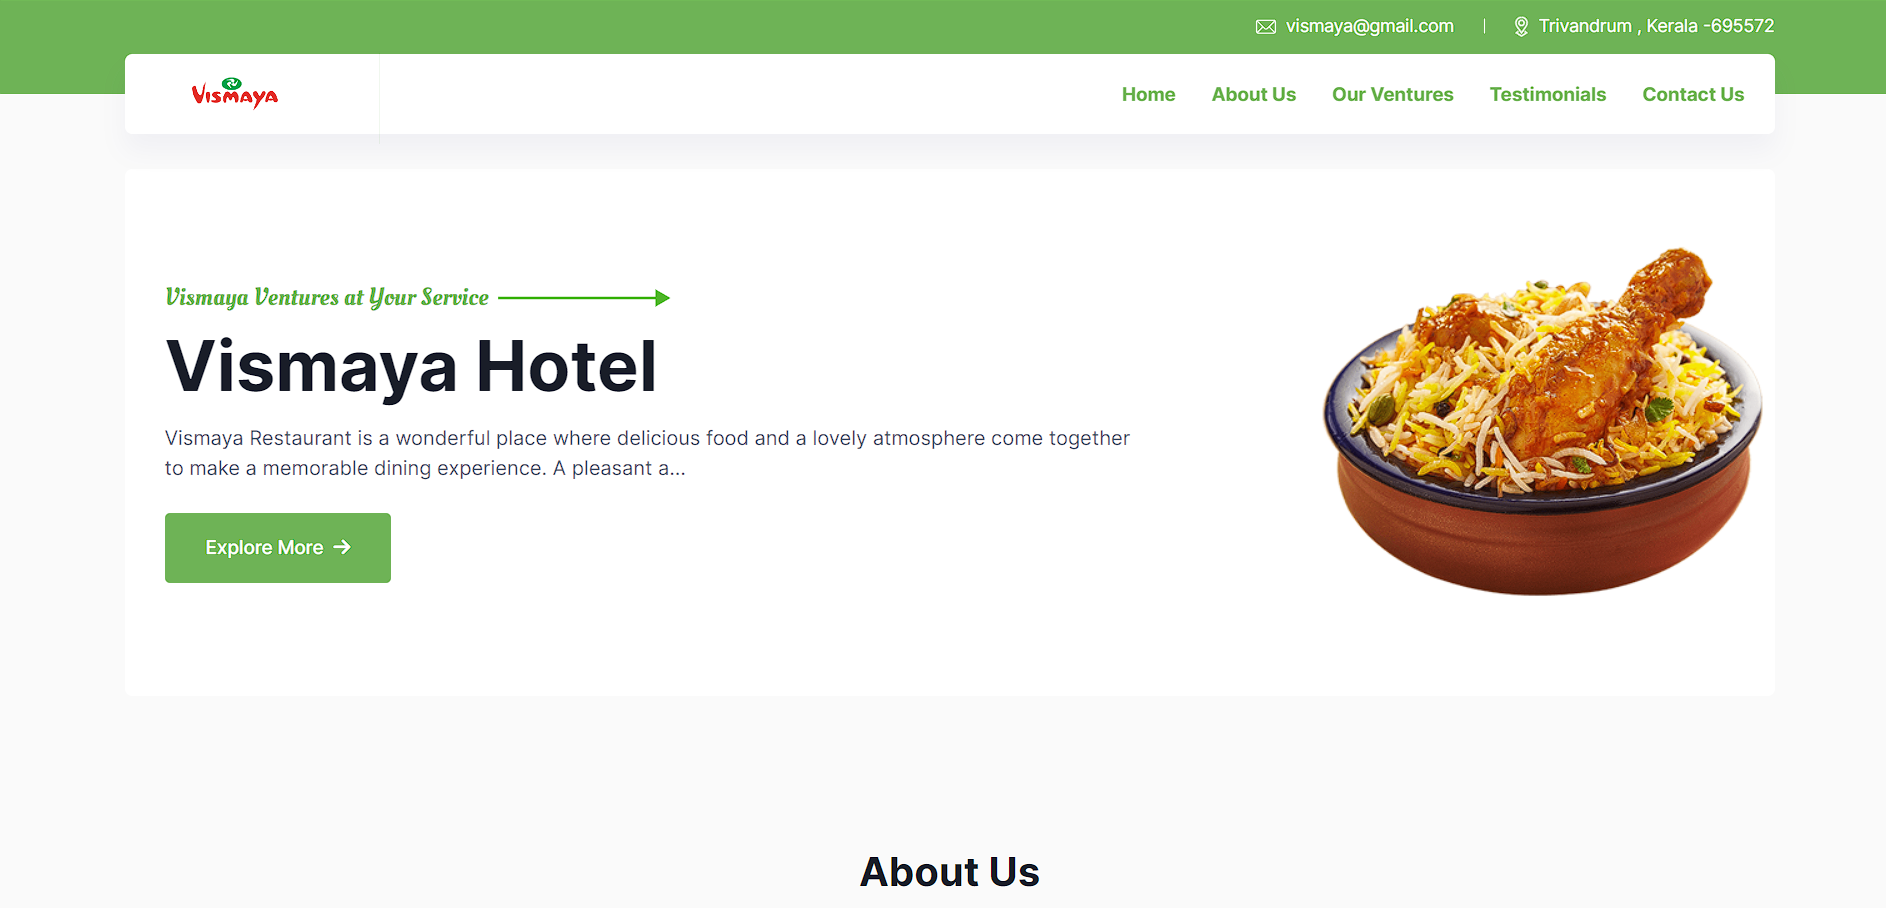 vismaya@gmail.com | Trivandrum , Kerala -695572
VISMAYA
Home About Us Our Ventures Testimonials Contact Us
Vismaya Ventures at Your Service
Vismaya Hotel
Vismaya Restaurant is a wonderful place where delicious food and a lovely atmosphere come together
to make a memorable dining experience. A pleasant a...
Explore More
About Us